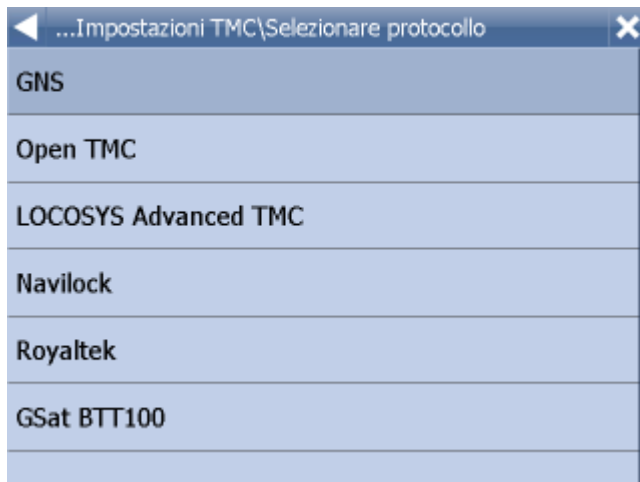 ...Impostazioni TMC\Selezionare protocollo
GNS
Open TMC
LOCOSYS Advanced TMC
Navilock
Royaltek
GSat BTT100